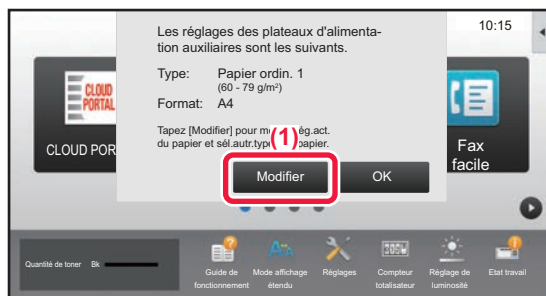 10:15
Les réglages des plateaux d'alimenta-
tion auxiliaires sont les suivants.
Type: Papier ordin. 1
(60 - 79 g/m²)
Format: A4
Tapez [Modifier] pour m ég.act.
du papier et sél.autr.type papier.
(1)
Modifier OK
CLOUD
PORTAL
CLOUD POR
Fax
facile
Quantité de toner Bk
Guide de
fonctionnement
Mode affichage
étendu
Réglages
Compteur
totalisateur
Réglage de
luminosité
Etat travail